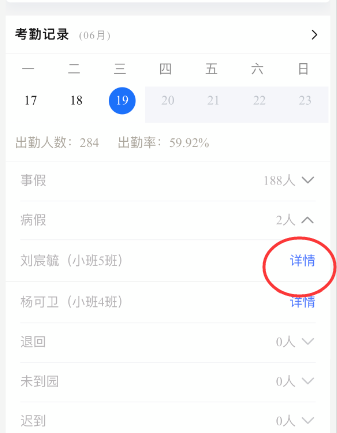 考勤记录 (06月)
一 二 三 四 五 六 日
17 18 19 20 21 22 23
出勤人数: 284 出勤率: 59.92%
事假 188人
病假 2人
刘宸毓（小班5班） 详情
杨可卫（小班4班） 详情
退回 0人
未到园 0人
迟到 0人